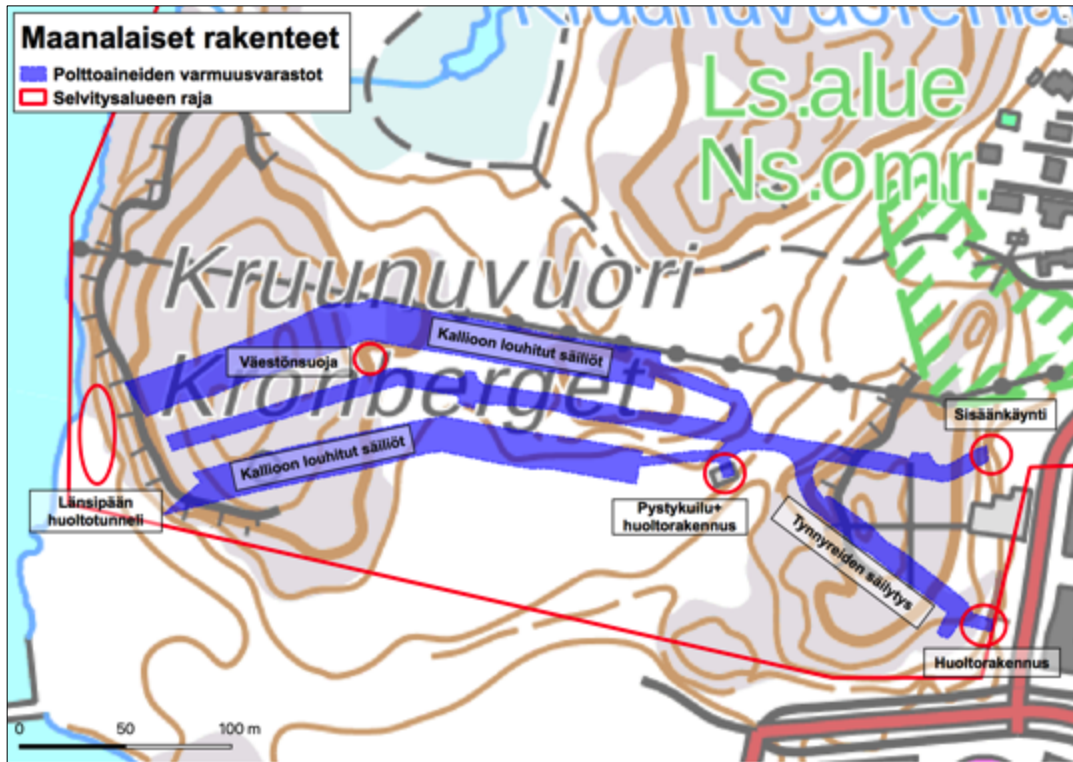 Kruunuvuorenla
Maanalaiset rakenteet
Polttoaineiden varmuusvarastot
Selvitysalueen raja
Ls.alue
Ns.omr.
Kruunuvuori
Kallioon louhitut säiliöt
Väestönsuoja
Kronberget
Sisäänkäynti
Kallioon louhitut säiliöt
Länsipään
huoltotunneli
Pystykuilu+
huoltorakennus
Tynnyreiden säilytys
Huoltorakennus
0 50 100 m